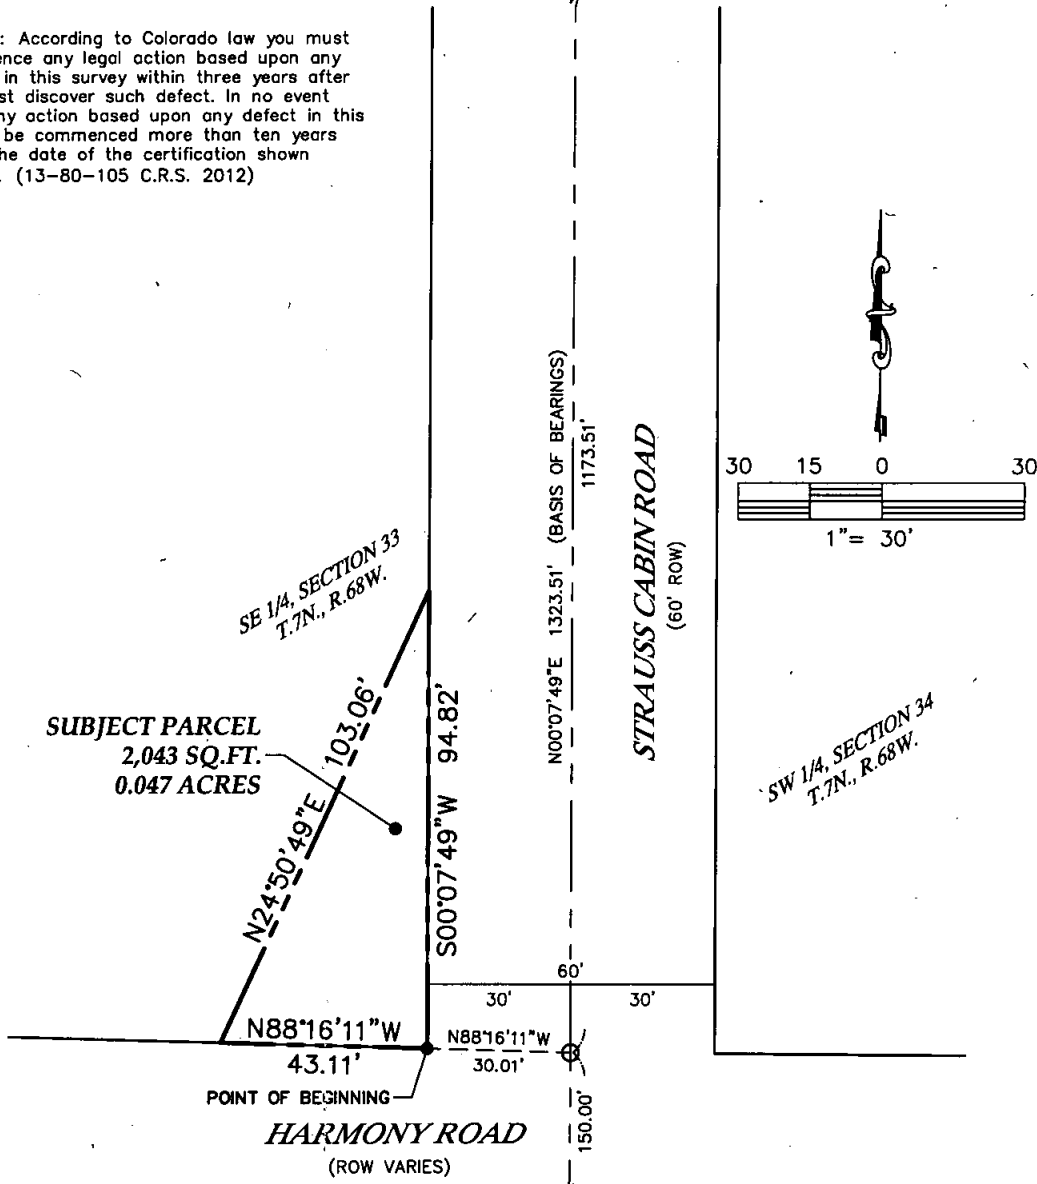 : According to Colorado law you must
ence any legal action based upon any
in this survey within three years after
st discover such defect. In no event
ny action based upon any defect in this
be commenced more than ten years
he date of the certification shown
. (13-80-105 C.R.S. 2012)
N00°07'49"E 1323.51' (BASIS OF BEARINGS)
1173.51'
STRAUSS CABIN ROAD
(60' ROW)
30 15 0 30
1"= 30'
SE 1/4, SECTION 33
T.7N., R.68W.
SUBJECT PARCEL
2,043 SQ.FT.
0.047 ACRES
N24°50'49"E 103.06'
S00°07'49"W 94.82'
SW 1/4, SECTION 34
T.7N., R.68W.
60'
30' 30'
N88°16'11"W
43.11'
N88°16'11"W
30.01'
POINT OF BEGINNING
150.00'
HARMONY ROAD
(ROW VARIES)